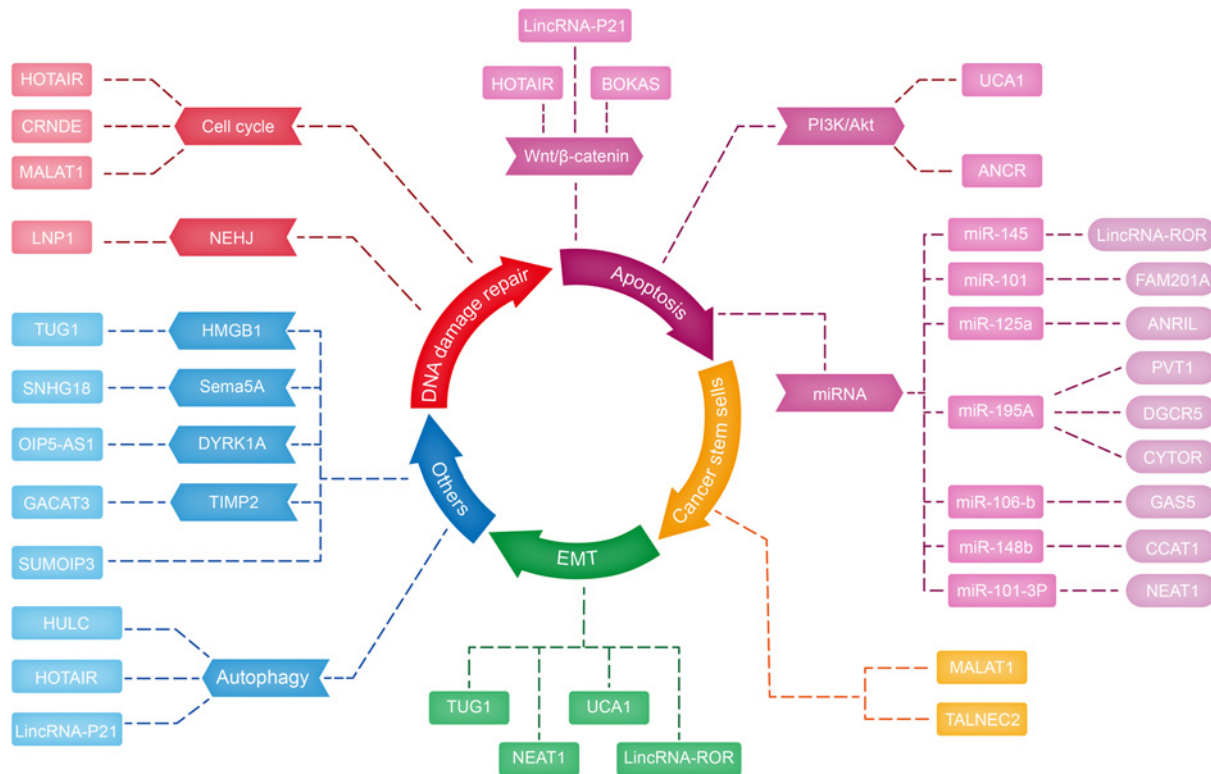 LincRNA-P21
HOTAIR
BOKAS
Wnt/β-catenin
HOTAIR
CRNDE
MALAT1
Cell cycle
LNP1
NEHJ
PI3K/Akt
UCA1
ANCR
DNA damage repair
Apoptosis
Cancer stem sells
EMT
Others
TUG1
HMGB1
SNHG18
Sema5A
OIP5-AS1
DYRK1A
GACAT3
TIMP2
SUMOIP3
HULC
HOTAIR
LincRNA-P21
Autophagy
miRNA
miR-145
LincRNA-ROR
miR-101
FAM201A
miR-125a
ANRIL
miR-195A
PVT1
DGCR5
CYTOR
miR-106-b
GAS5
miR-148b
CCAT1
miR-101-3P
NEAT1
TUG1
UCA1
NEAT1
LincRNA-ROR
MALAT1
TALNEC2